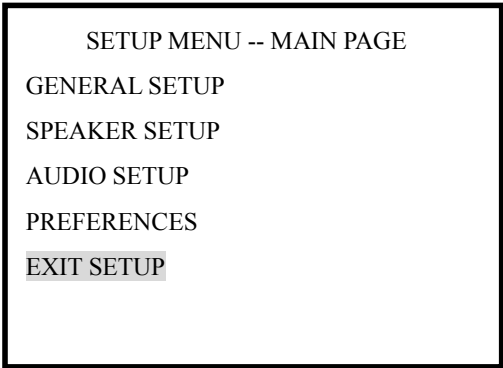 SETUP MENU -- MAIN PAGE
GENERAL SETUP
SPEAKER SETUP
AUDIO SETUP
PREFERENCES
EXIT SETUP